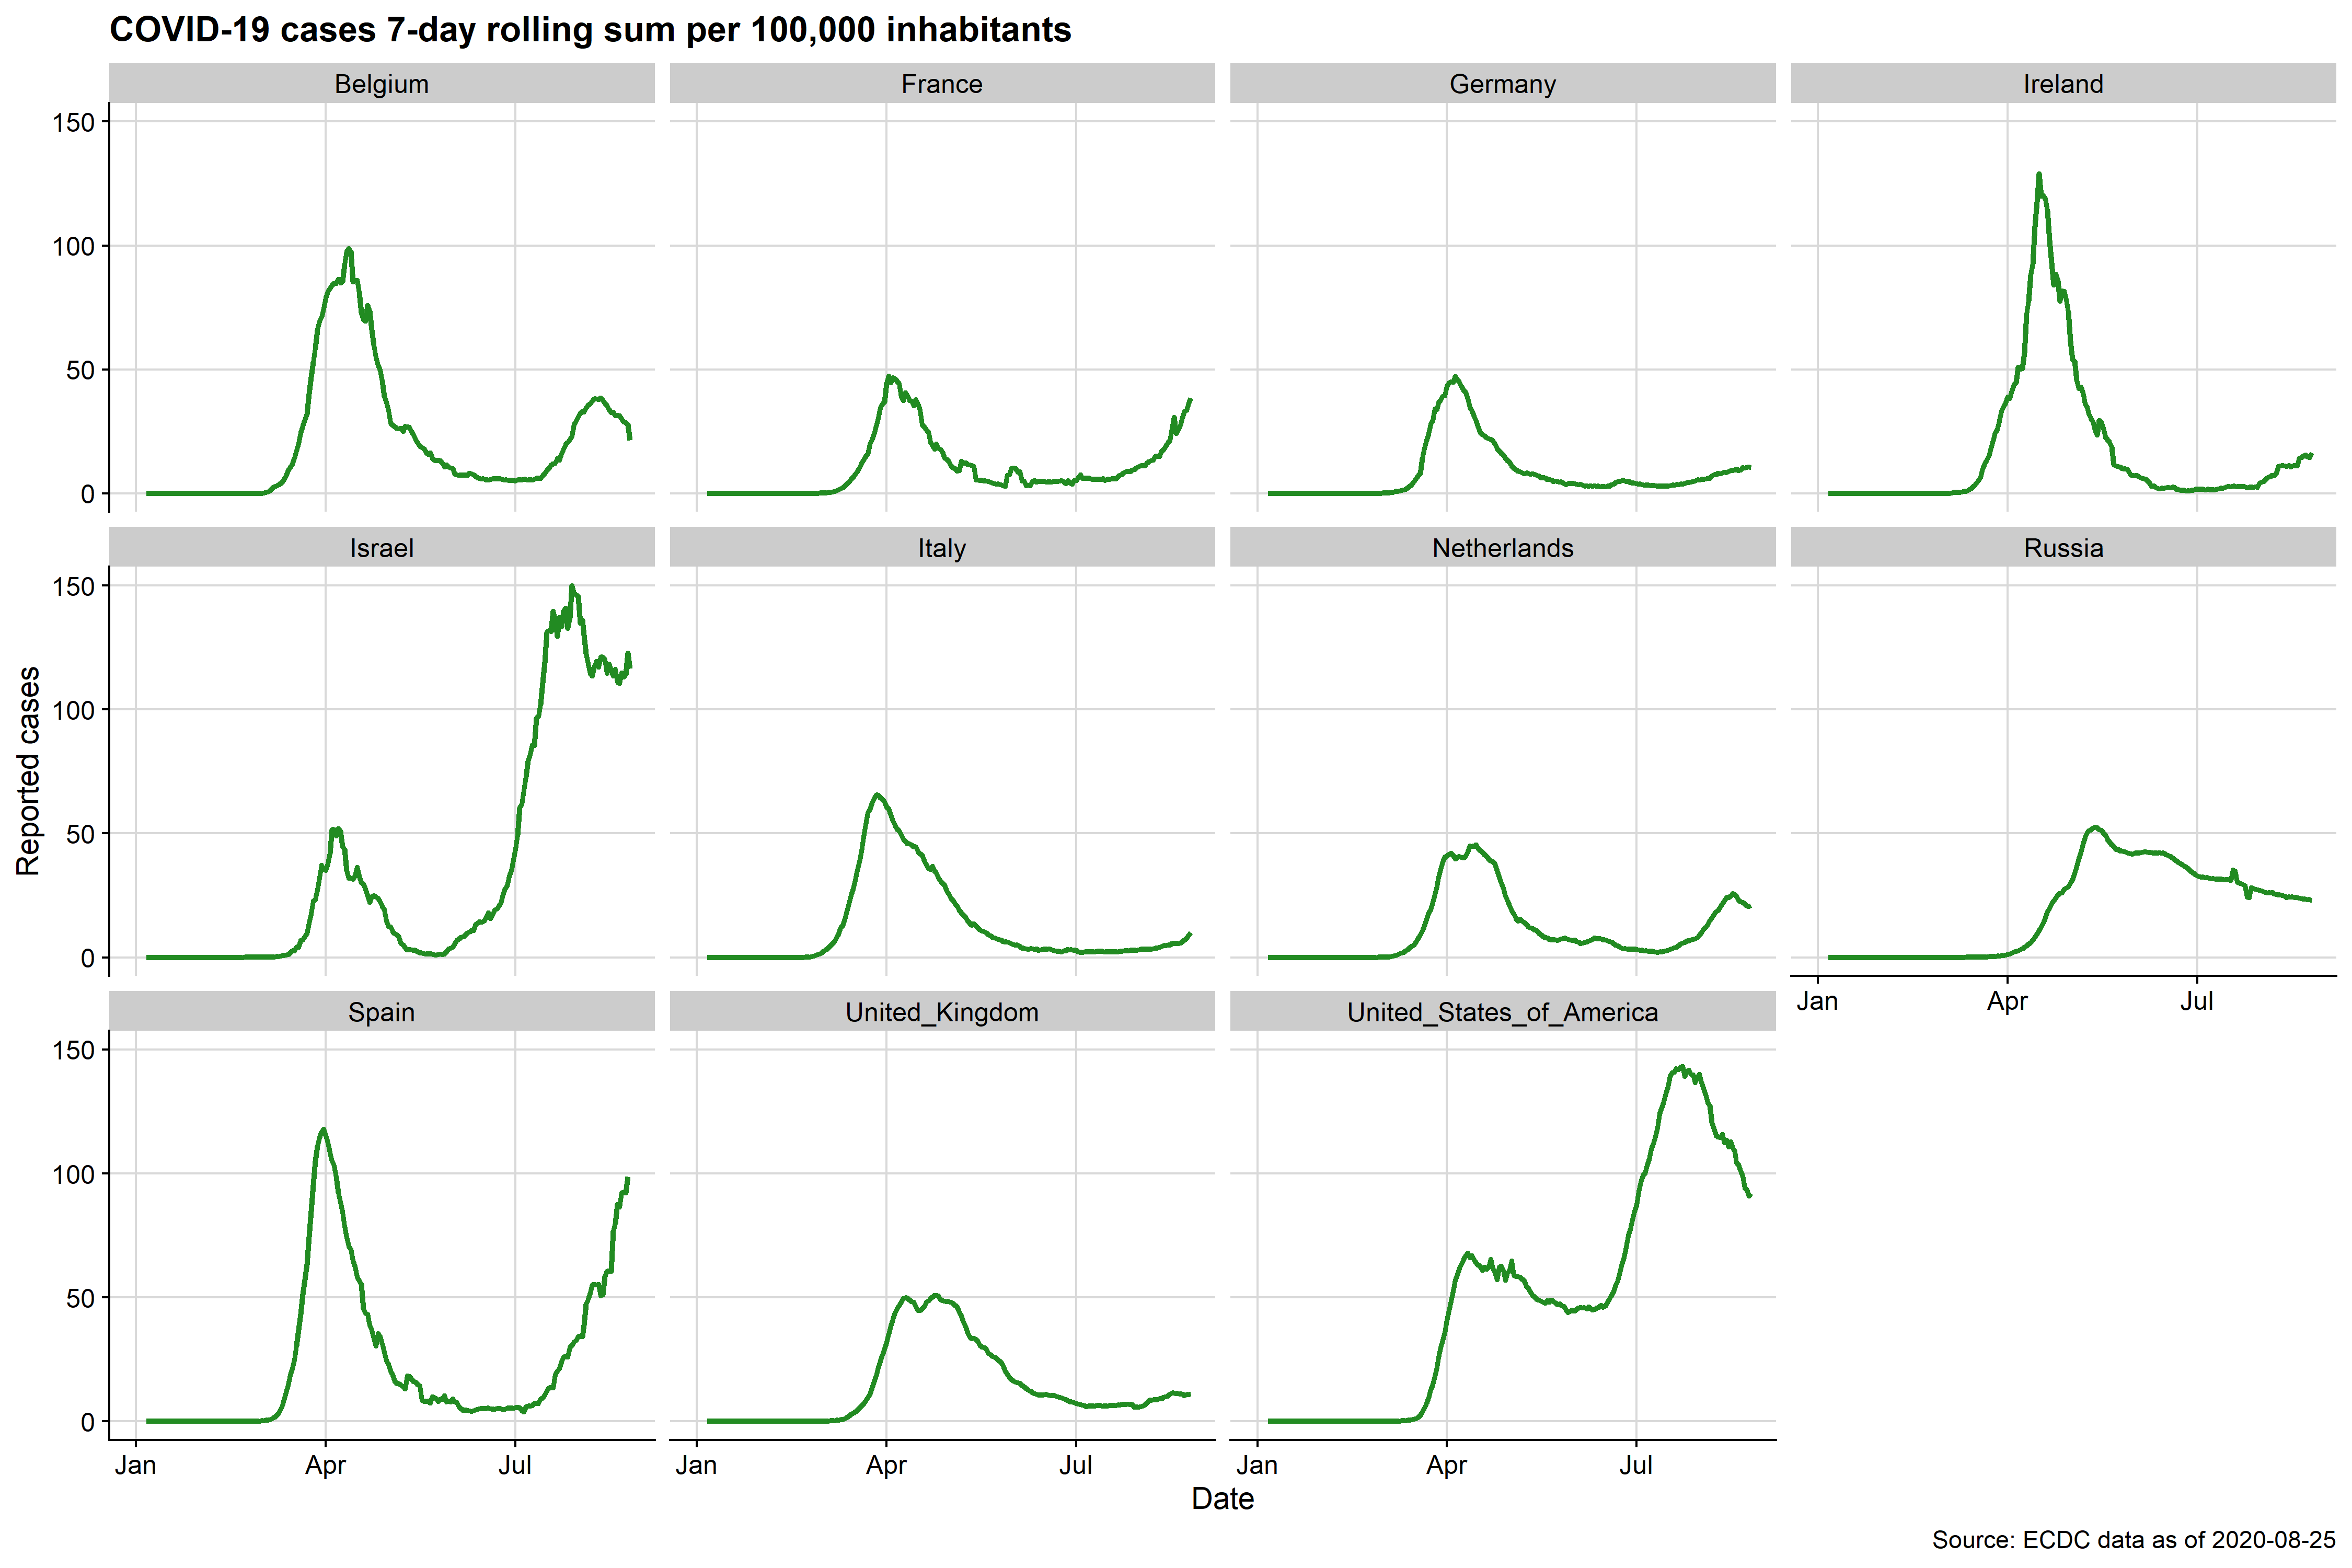 COVID-19 cases 7-day rolling sum per 100,000 inhabitants
Belgium France Germany Ireland
150
100
50
0
Israel Italy Netherlands Russia
150
100
50
0
Jan Apr Jul
Reported cases
Spain United_Kingdom United_States_of_America
150
100
50
0
Jan Apr Jul Jan Apr Jul Jan Apr Jul
Date
Source: ECDC data as of 2020-08-25